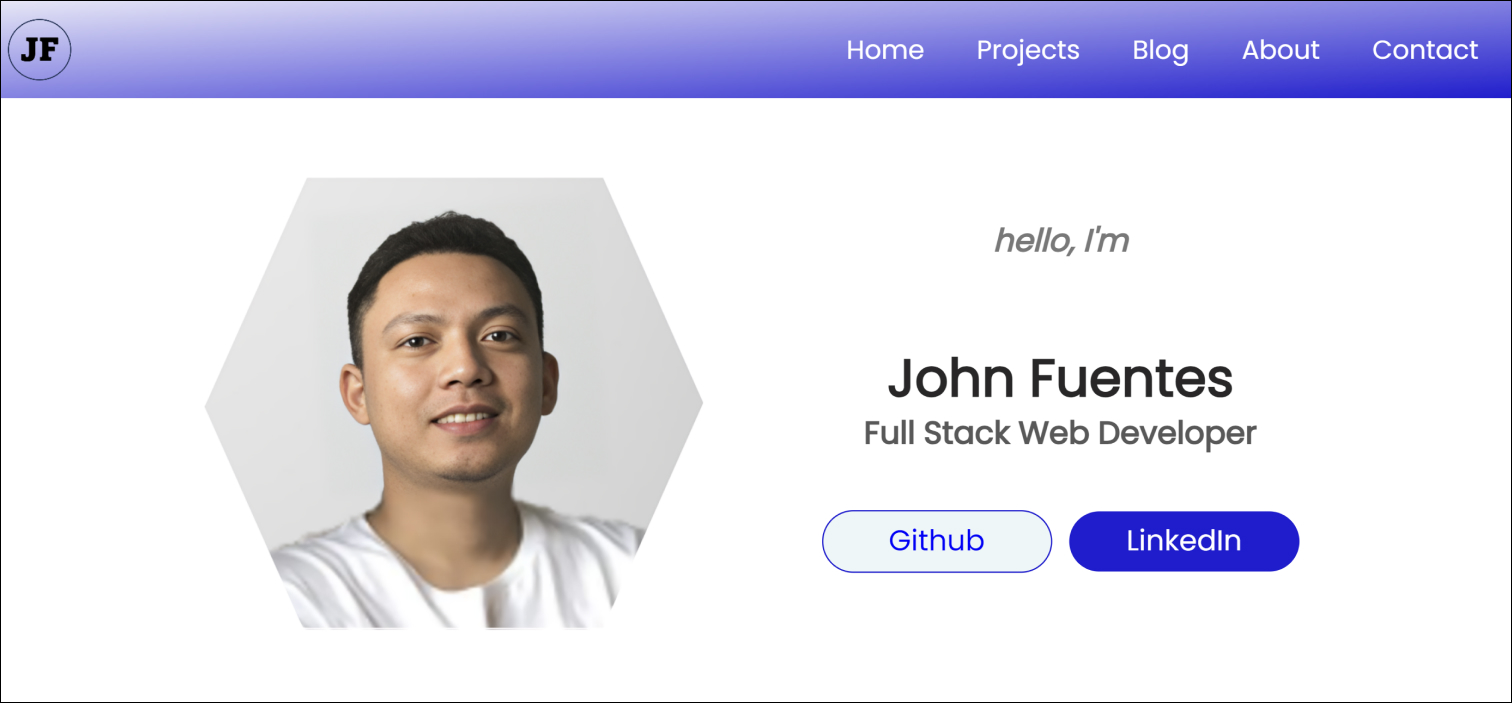 JF
Home Projects Blog About Contact
hello, I'm
John Fuentes
Full Stack Web Developer
Github LinkedIn